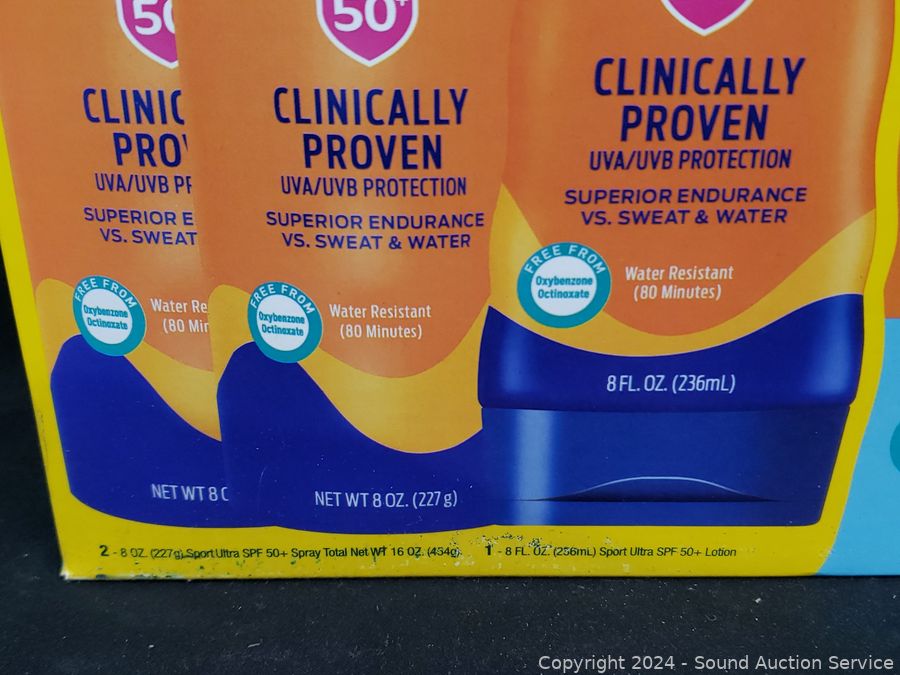 50
50+
CLINIC
PRO
UVA/UVB PR
SUPERIOR E
VS. SWEAT
FREE FROM
Oxybenzone
Octinoxate
Water Re
(80 Min
NET WT 8 O
CLINICALLY
PROVEN
UVA/UVB PROTECTION
SUPERIOR ENDURANCE
VS. SWEAT & WATER
FREE FROM
Oxybenzone
Octinoxate
Water Resistant
(80 Minutes)
NET WT 8 OZ. (227 g)
CLINICALLY
PROVEN
UVA/UVB PROTECTION
SUPERIOR ENDURANCE
VS. SWEAT & WATER
FREE FROM
Oxybenzone
Octinoxate
Water Resistant
(80 Minutes)
8 FL. OZ. (236mL)
2 - 8 OZ. (227g) Sport Ultra SPF 50+ Spray Total Net WT 16 OZ. (454g) 1 - 8 FL. OZ. (236mL) Sport Ultra SPF 50+ Lotion
Copyright 2024 - Sound Auction Service